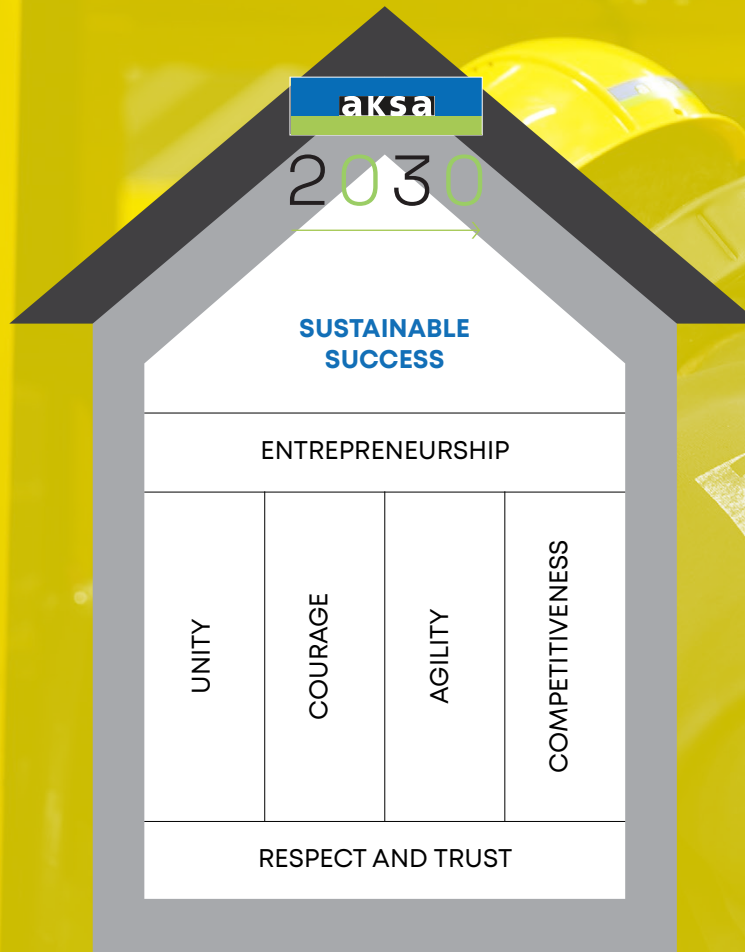 aksa
2030
SUSTAINABLE
SUCCESS
ENTREPRENEURSHIP
UNITY
COURAGE
AGILITY
COMPETITIVENESS
RESPECT AND TRUST